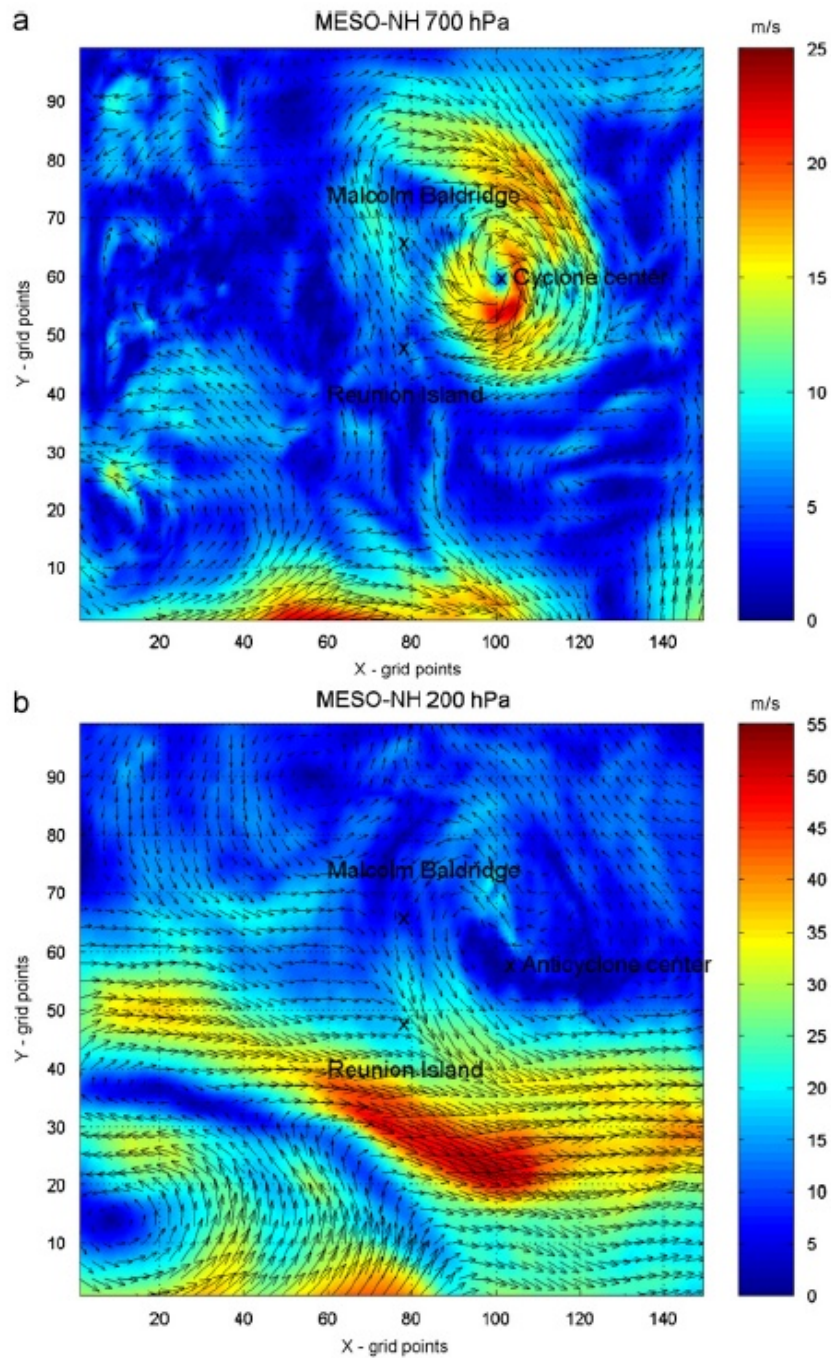 a
MESO-NH 700 hPa
m/s
90
80
70
60
50
40
30
20
10
Y - grid points
Malcolm Baldridge
X
X Cyclone center
X
Reunion Island
20 40 60 80 100 120 140
X - grid points
25
20
15
10
5
0
b
MESO-NH 200 hPa
m/s
90
80
70
60
50
40
30
20
10
Y - grid points
Malcolm Baldridge
X
x Anticyclone center
X
Reunion Island
20 40 60 80 100 120 140
X - grid points
55
50
45
40
35
30
25
20
15
10
5
0